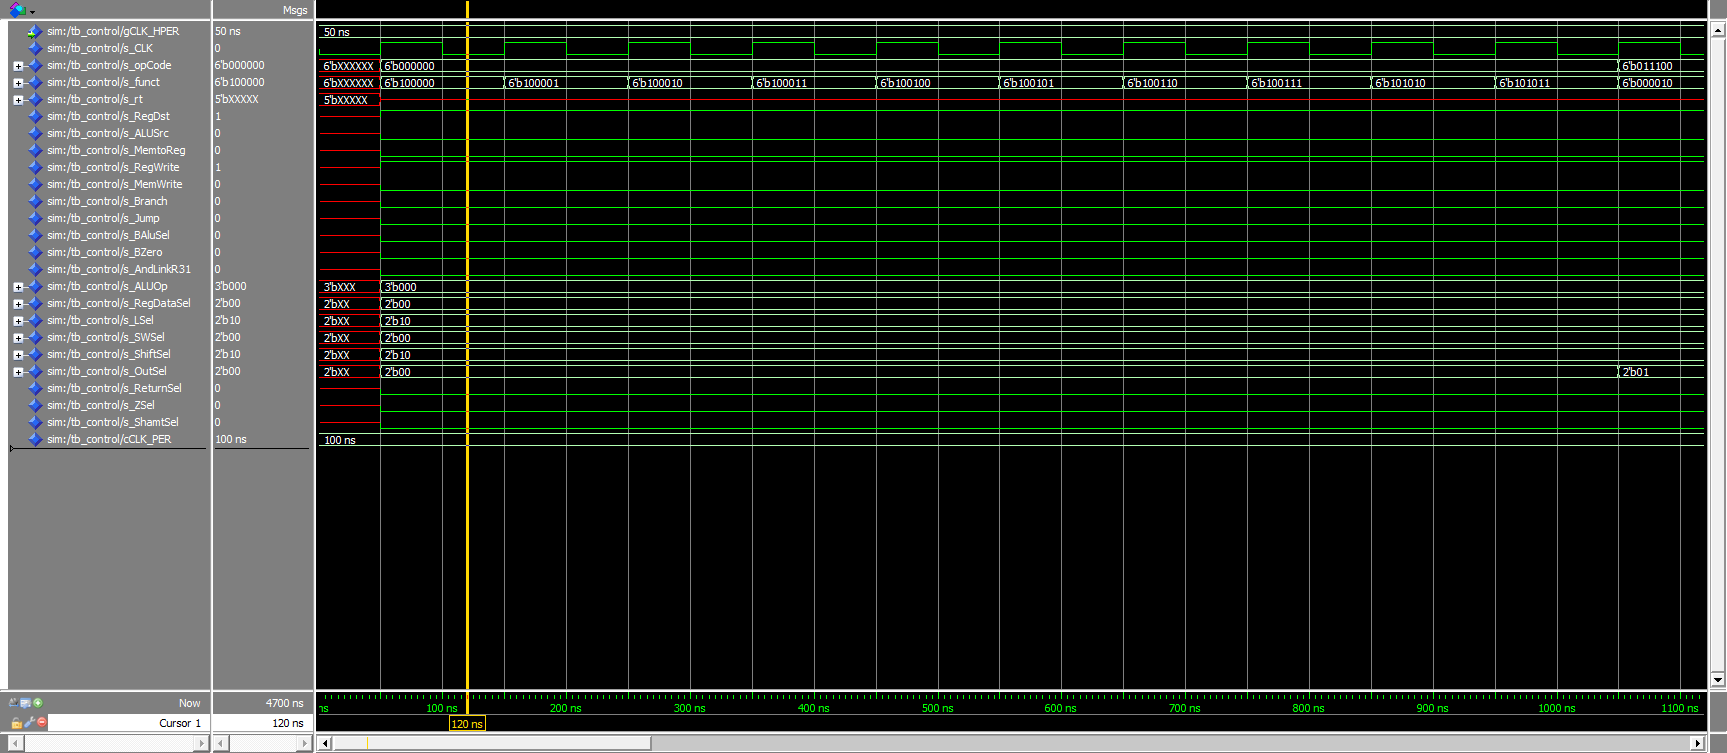 Msgs
sim:/tb_control/gCLK_HPER 50 ns 50 ns
sim:/tb_control/s_CLK 0
sim:/tb_control/s_opCode 6'b000000 6'bXXXXXX 6'b000000 6'b011100
sim:/tb_control/s_funct 6'b100000 6'bXXXXXX 6'b100000 6'b100001 6'b100010 6'b100011 6'b100100 6'b100101 6'b100110 6'b100111 6'b101010 6'b101011 6'b000010
sim:/tb_control/s_rt 5'bXXXXX 5'bXXXXX
sim:/tb_control/s_RegDst 1
sim:/tb_control/s_ALUSrc 0
sim:/tb_control/s_MemtoReg 0
sim:/tb_control/s_RegWrite 1
sim:/tb_control/s_MemWrite 0
sim:/tb_control/s_Branch 0
sim:/tb_control/s_Jump 0
sim:/tb_control/s_BAluSel 0
sim:/tb_control/s_BZero 0
sim:/tb_control/s_AndLinkR31 0
sim:/tb_control/s_ALUOp 3'b000 3'bXXX 3'b000
sim:/tb_control/s_RegDataSel 2'b00 2'bXX 2'b00
sim:/tb_control/s_LSel 2'b10 2'bXX 2'b10
sim:/tb_control/s_SWSel 2'b00 2'bXX 2'b00
sim:/tb_control/s_ShiftSel 2'b10 2'bXX 2'b10
sim:/tb_control/s_OutSel 2'b00 2'bXX 2'b00 2'b01
sim:/tb_control/s_ReturnSel 0
sim:/tb_control/s_ZSel 0
sim:/tb_control/s_ShamtSel 0
sim:/tb_control/cCLK_PER 100 ns 100 ns
Now 4700 ns ns 100 ns 200 ns 300 ns 400 ns 500 ns 600 ns 700 ns 800 ns 900 ns 1000 ns 1100 ns
Cursor 1 120 ns 120 ns